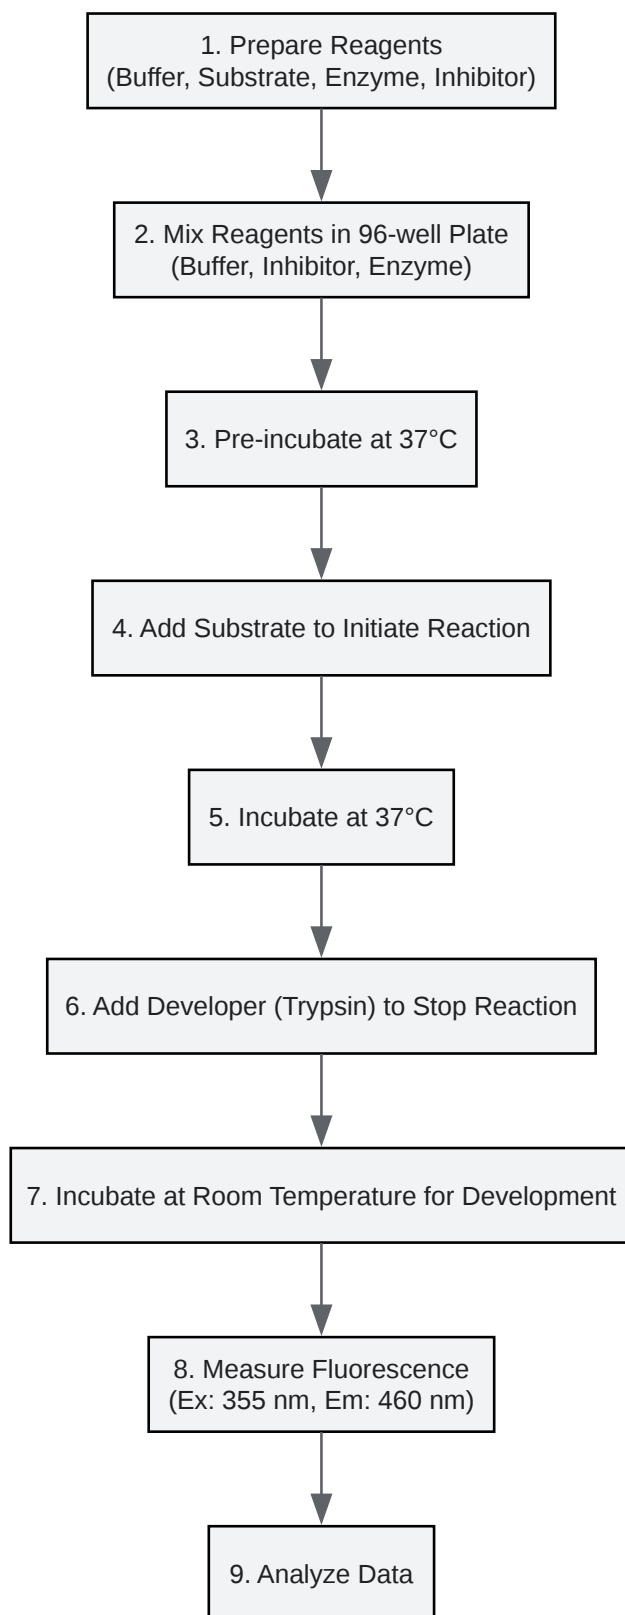 1. Prepare Reagents
(Buffer, Substrate, Enzyme, Inhibitor)
2. Mix Reagents in 96-well Plate
(Buffer, Inhibitor, Enzyme)
3. Pre-incubate at 37°C
4. Add Substrate to Initiate Reaction
5. Incubate at 37°C
6. Add Developer (Trypsin) to Stop Reaction
7. Incubate at Room Temperature for Development
8. Measure Fluorescence
(Ex: 355 nm, Em: 460 nm)
9. Analyze Data